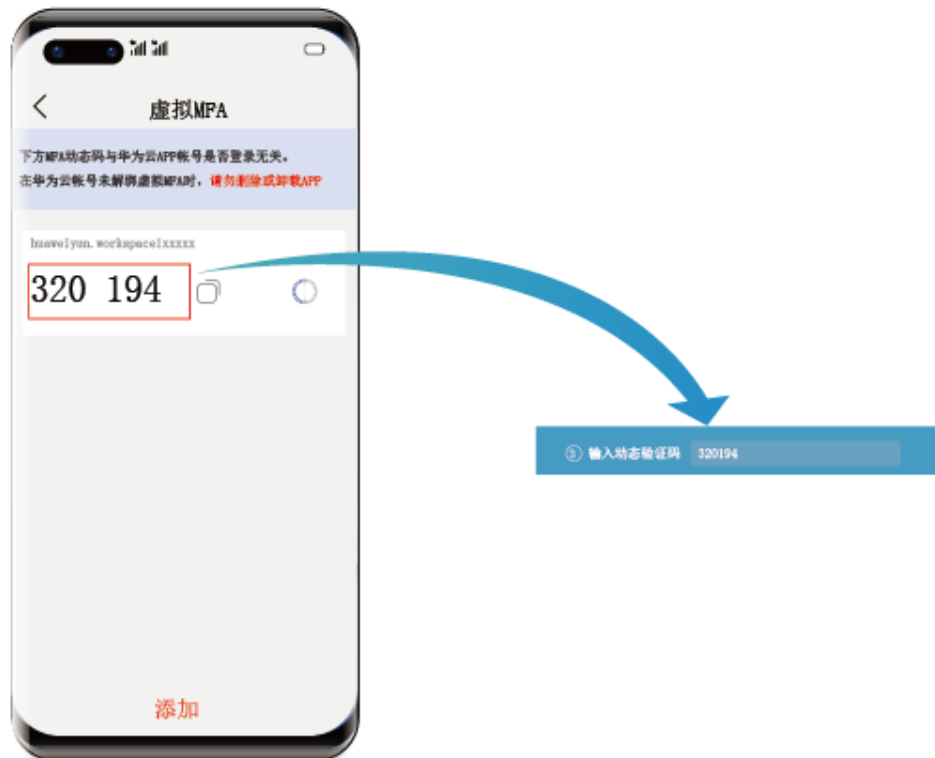 虚拟MFA
下方MFA动态码与华为云APP帐号是否登录无关。
在华为云帐号未解绑虚拟MFA时，请勿删除或卸载APP
huaweiyun.workspacelxxxxx
320 194
③ 输入动态验证码 320194
添加